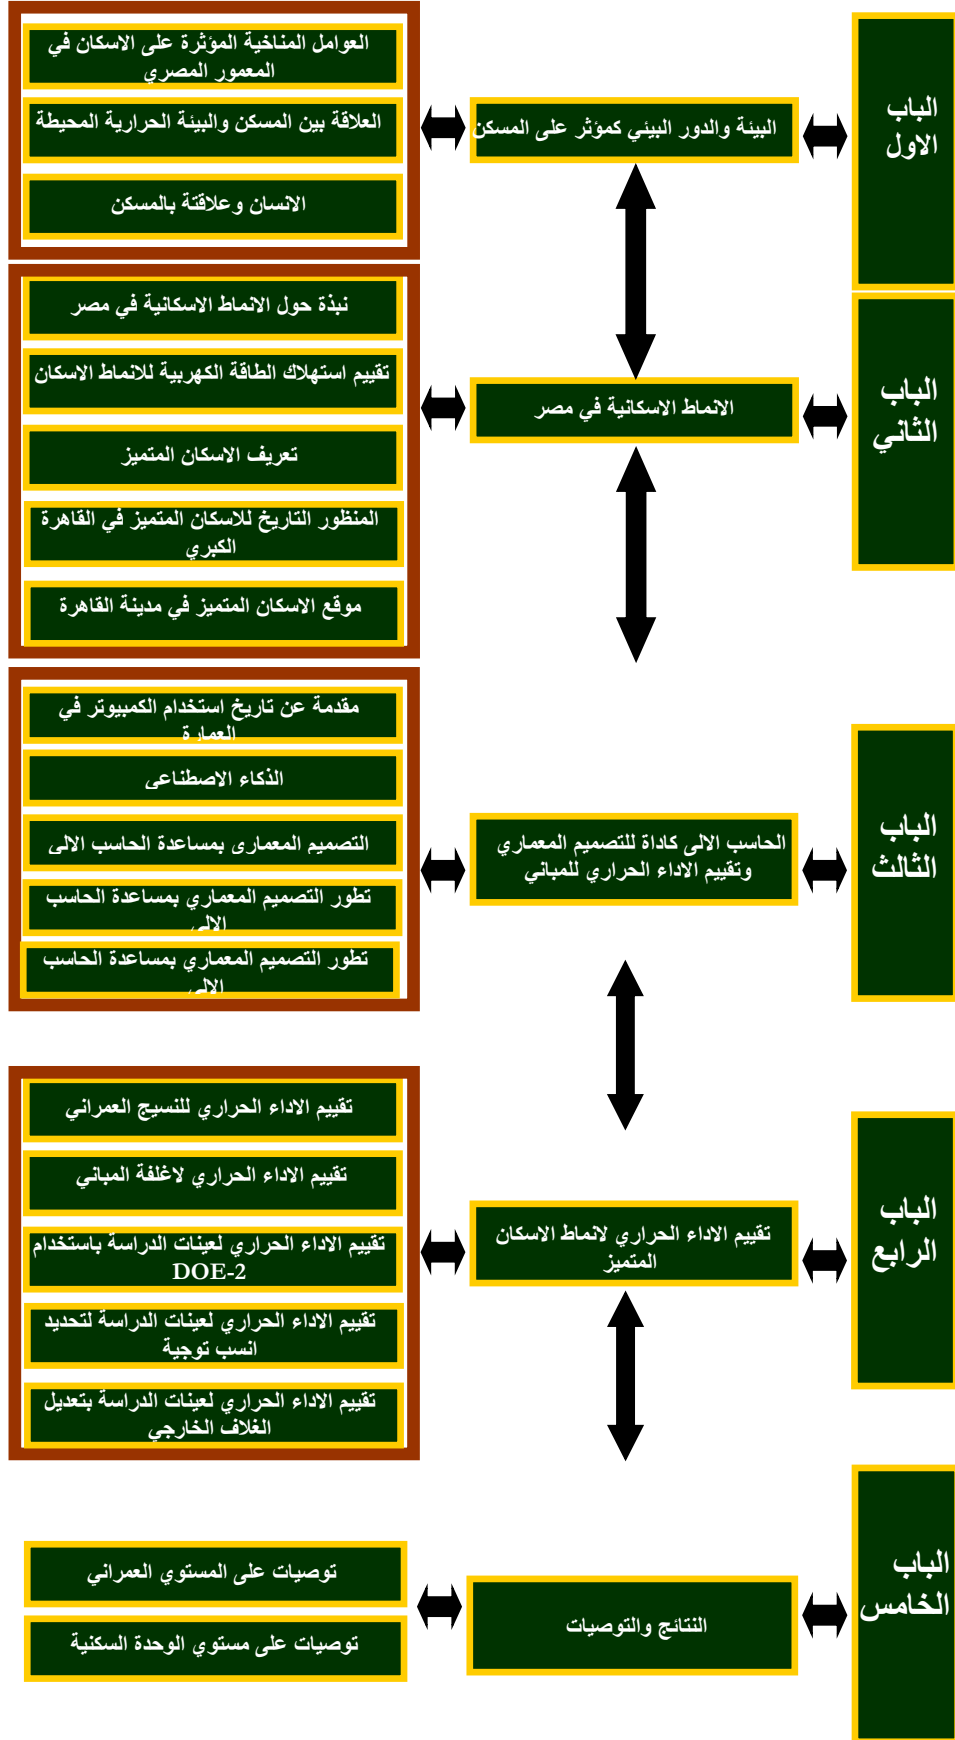 الباب
الاول
البيئة والدور البيئي كمؤثر على المسكن
العوامل المناخية المؤثرة على الاسكان في
المعمور المصري
العلاقة بين المسكن والبيئة الحرارية المحيطة
الانسان وعلاقتة بالمسكن
الباب
الثاني
الانماط الاسكانية في مصر
نبذة حول الانماط الاسكانية في مصر
تقييم استهلاك الطاقة الكهربية للانماط الاسكان
تعريف الاسكان المتميز
المنظور التاريخ للاسكان المتميز في القاهرة
الكبري
موقع الاسكان المتميز في مدينة القاهرة
الباب
الثالث
الحاسب الالى كاداة للتصميم المعماري
وتقييم الاداء الحراري للمباني
مقدمة عن تاريخ استخدام الكمبيوتر في
العمارة
الذكاء الاصطناعى
التصميم المعمارى بمساعدة الحاسب الالى
تطور التصميم المعماري بمساعدة الحاسب
الالى
تطور التصميم المعماري بمساعدة الحاسب
الالى
الباب
الرابع
تقييم الاداء الحراري لانماط الاسكان
المتميز
تقييم الاداء الحراري للنسيج العمراني
تقييم الاداء الحراري لاغلفة المباني
تقييم الاداء الحراري لعينات الدراسة باستخدام
DOE-2
تقييم الاداء الحراري لعينات الدراسة لتحديد
انسب توجية
تقييم الاداء الحراري لعينات الدراسة بتعديل
الغلاف الخارجي
الباب
الخامس
النتائج والتوصيات
توصيات على المستوي العمراني
توصيات على مستوي الوحدة السكنية